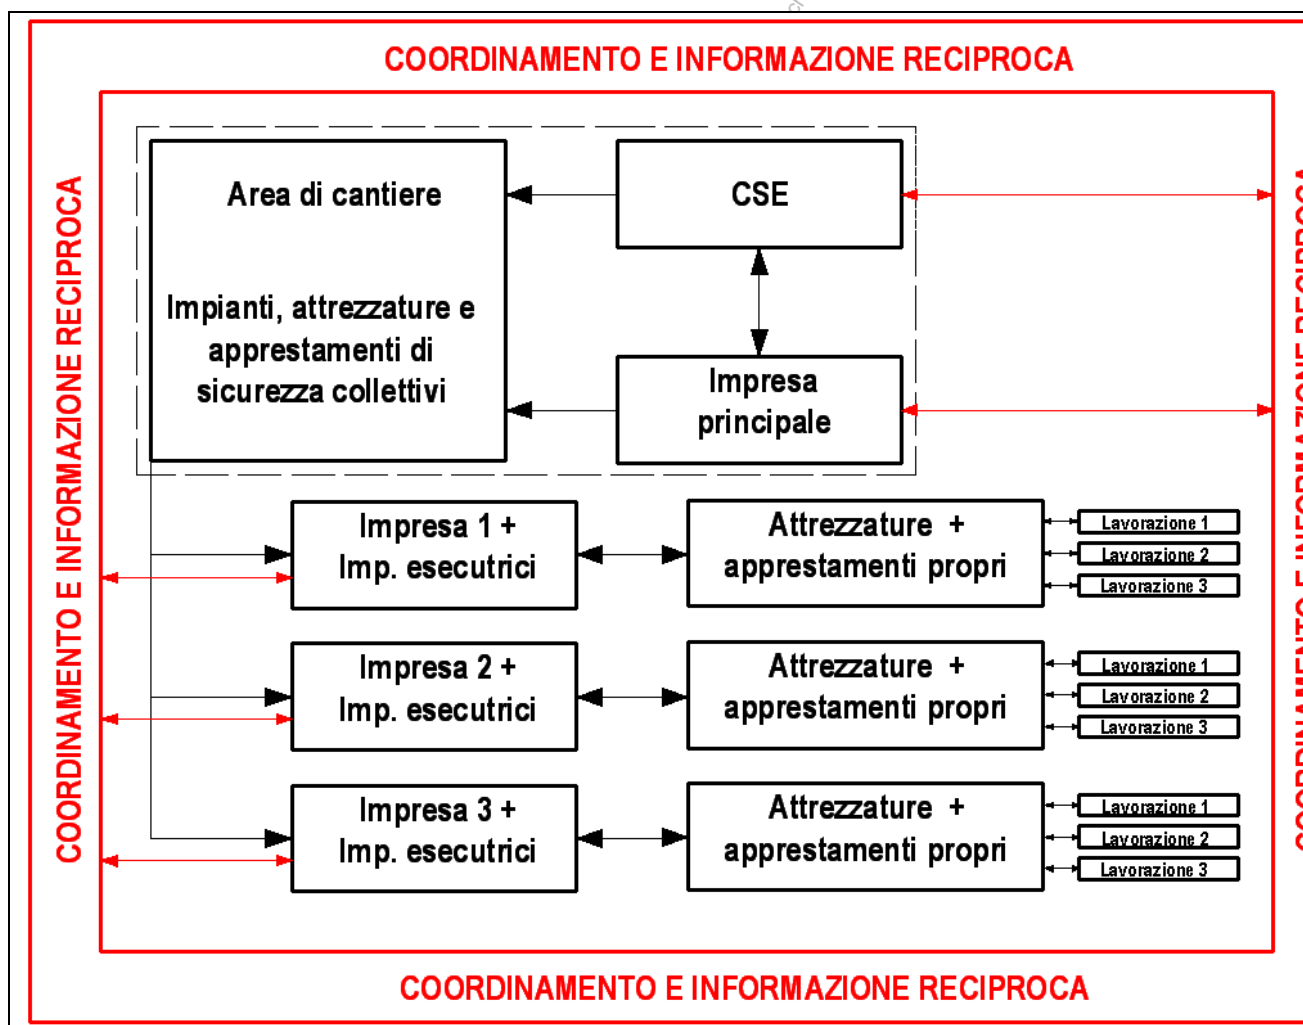 COORDINAMENTO E INFORMAZIONE RECIPROCA
COORDINAMENTO E INFORMAZIONE RECIPROCA
Area di cantiere
Impianti, attrezzature e
apprestamenti di
sicurezza collettivi
CSE
Impresa
principale
Impresa 1 +
Imp. esecutrici
Attrezzature +
apprestamenti propri
Lavorazione 1
Lavorazione 2
Lavorazione 3
Impresa 2 +
Imp. esecutrici
Attrezzature +
apprestamenti propri
Lavorazione 1
Lavorazione 2
Lavorazione 3
Impresa 3 +
Imp. esecutrici
Attrezzature +
apprestamenti propri
Lavorazione 1
Lavorazione 2
Lavorazione 3
COORDINAMENTO E INFORMAZIONE RECIPROCA
COORDINAMENTO E INFORMAZIONE RECIPROCA